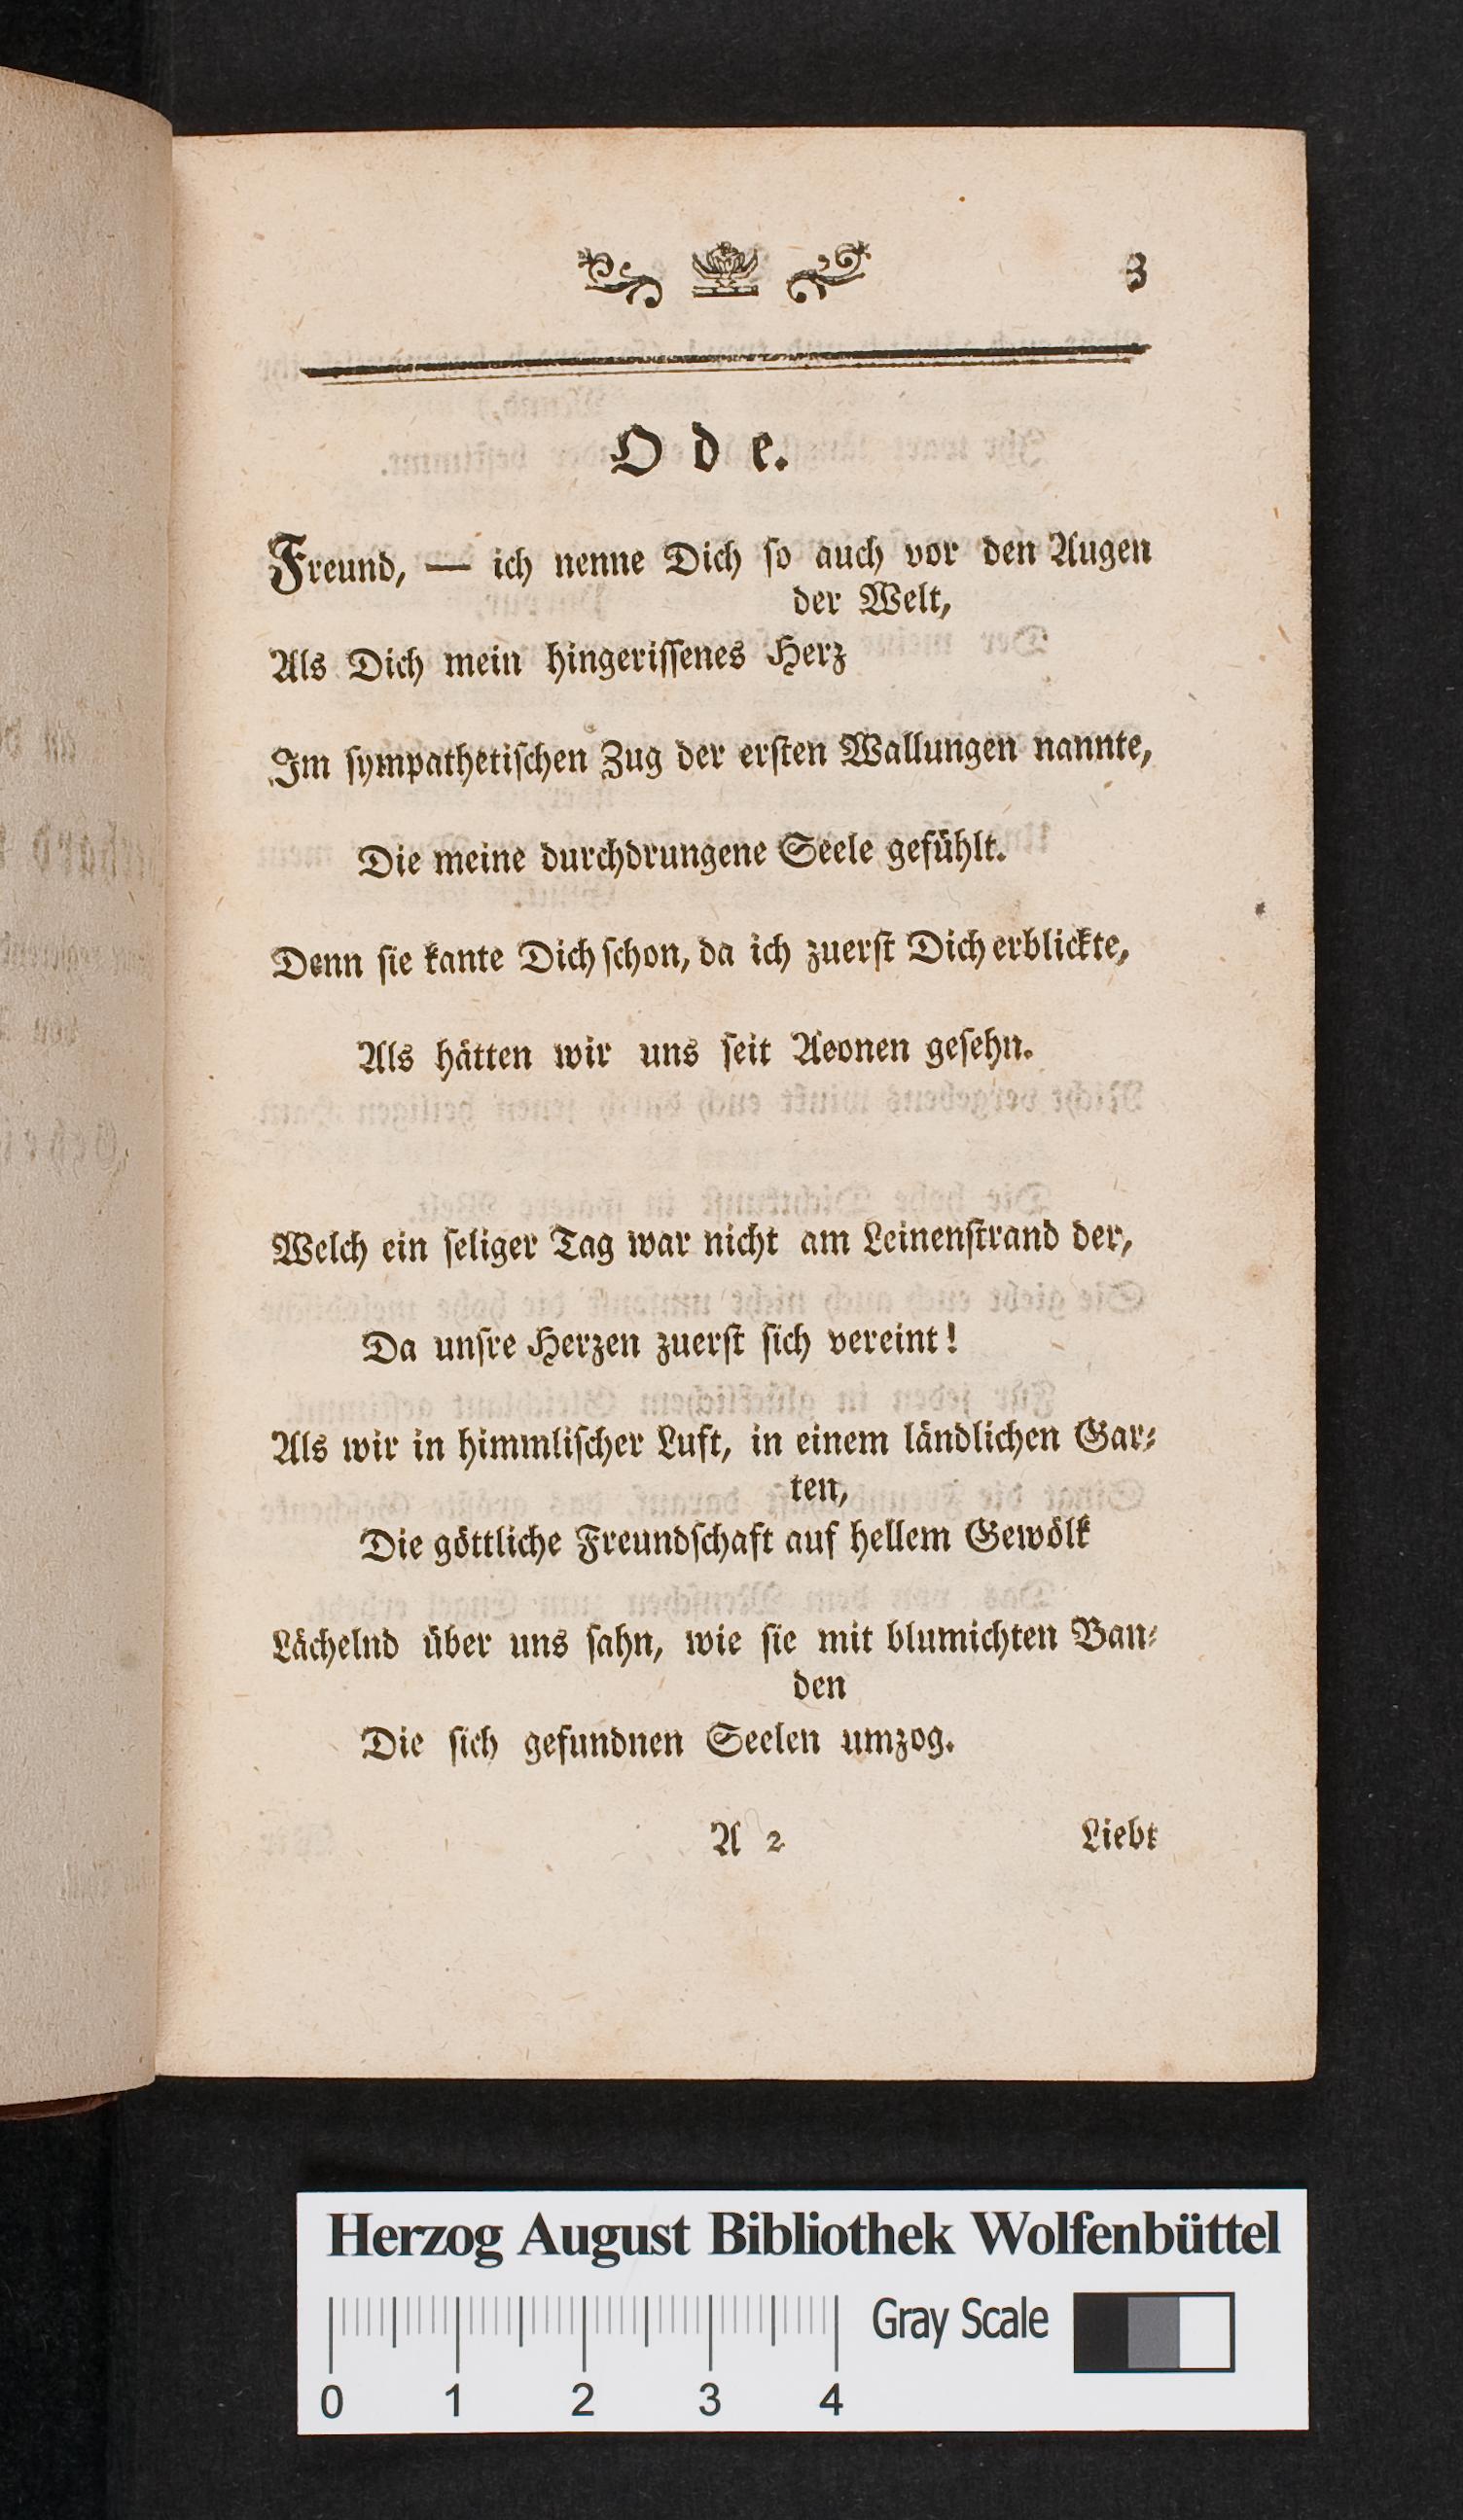 3
Ode.
Freund, — ich nenne Dich ſo auch vor den Augen
der Welt,
Als Dich mein hingeriſſenes Herz
Im ſympathetiſchen Zug der erſten Wallungen nannte,
Die meine durchdrungene Seele gefühlt.
Denn ſie kante Dich ſchon, da ich zuerſt Dich erblickte,
Als hätten wir uns ſeit Aeonen geſehn.
Welch ein ſeliger Tag war nicht am Leinenſtrand der,
Da unſre Herzen zuerſt ſich vereint!
Als wir in himmliſcher Luft, in einem ländlichen Gar⸗
ten,
Die göttliche Freundſchaft auf hellem Gewölk
Lächelnd über uns ſahn, wie ſie mit blumichten Ban⸗
den
Die ſich gefundnen Seelen umzog.
A 2 Liebt
Herzog August Bibliothek Wolfenbüttel
Gray Scale
0 1 2 3 4